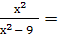 x²/(x² − 9) =